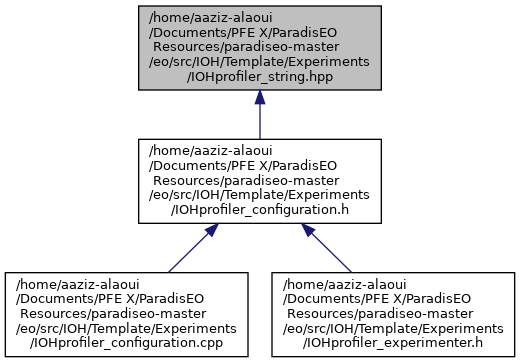 /home/aaziz-alaoui
/Documents/PFE X/ParadisEO
Resources/paradiseo-master
/eo/src/IOH/Template/Experiments
/IOHprofiler_string.hpp
/home/aaziz-alaoui
/Documents/PFE X/ParadisEO
Resources/paradiseo-master
/eo/src/IOH/Template/Experiments
/IOHprofiler_configuration.h
/home/aaziz-alaoui
/Documents/PFE X/ParadisEO
Resources/paradiseo-master
/eo/src/IOH/Template/Experiments
/IOHprofiler_configuration.cpp
/home/aaziz-alaoui
/Documents/PFE X/ParadisEO
Resources/paradiseo-master
/eo/src/IOH/Template/Experiments
/IOHprofiler_experimenter.h